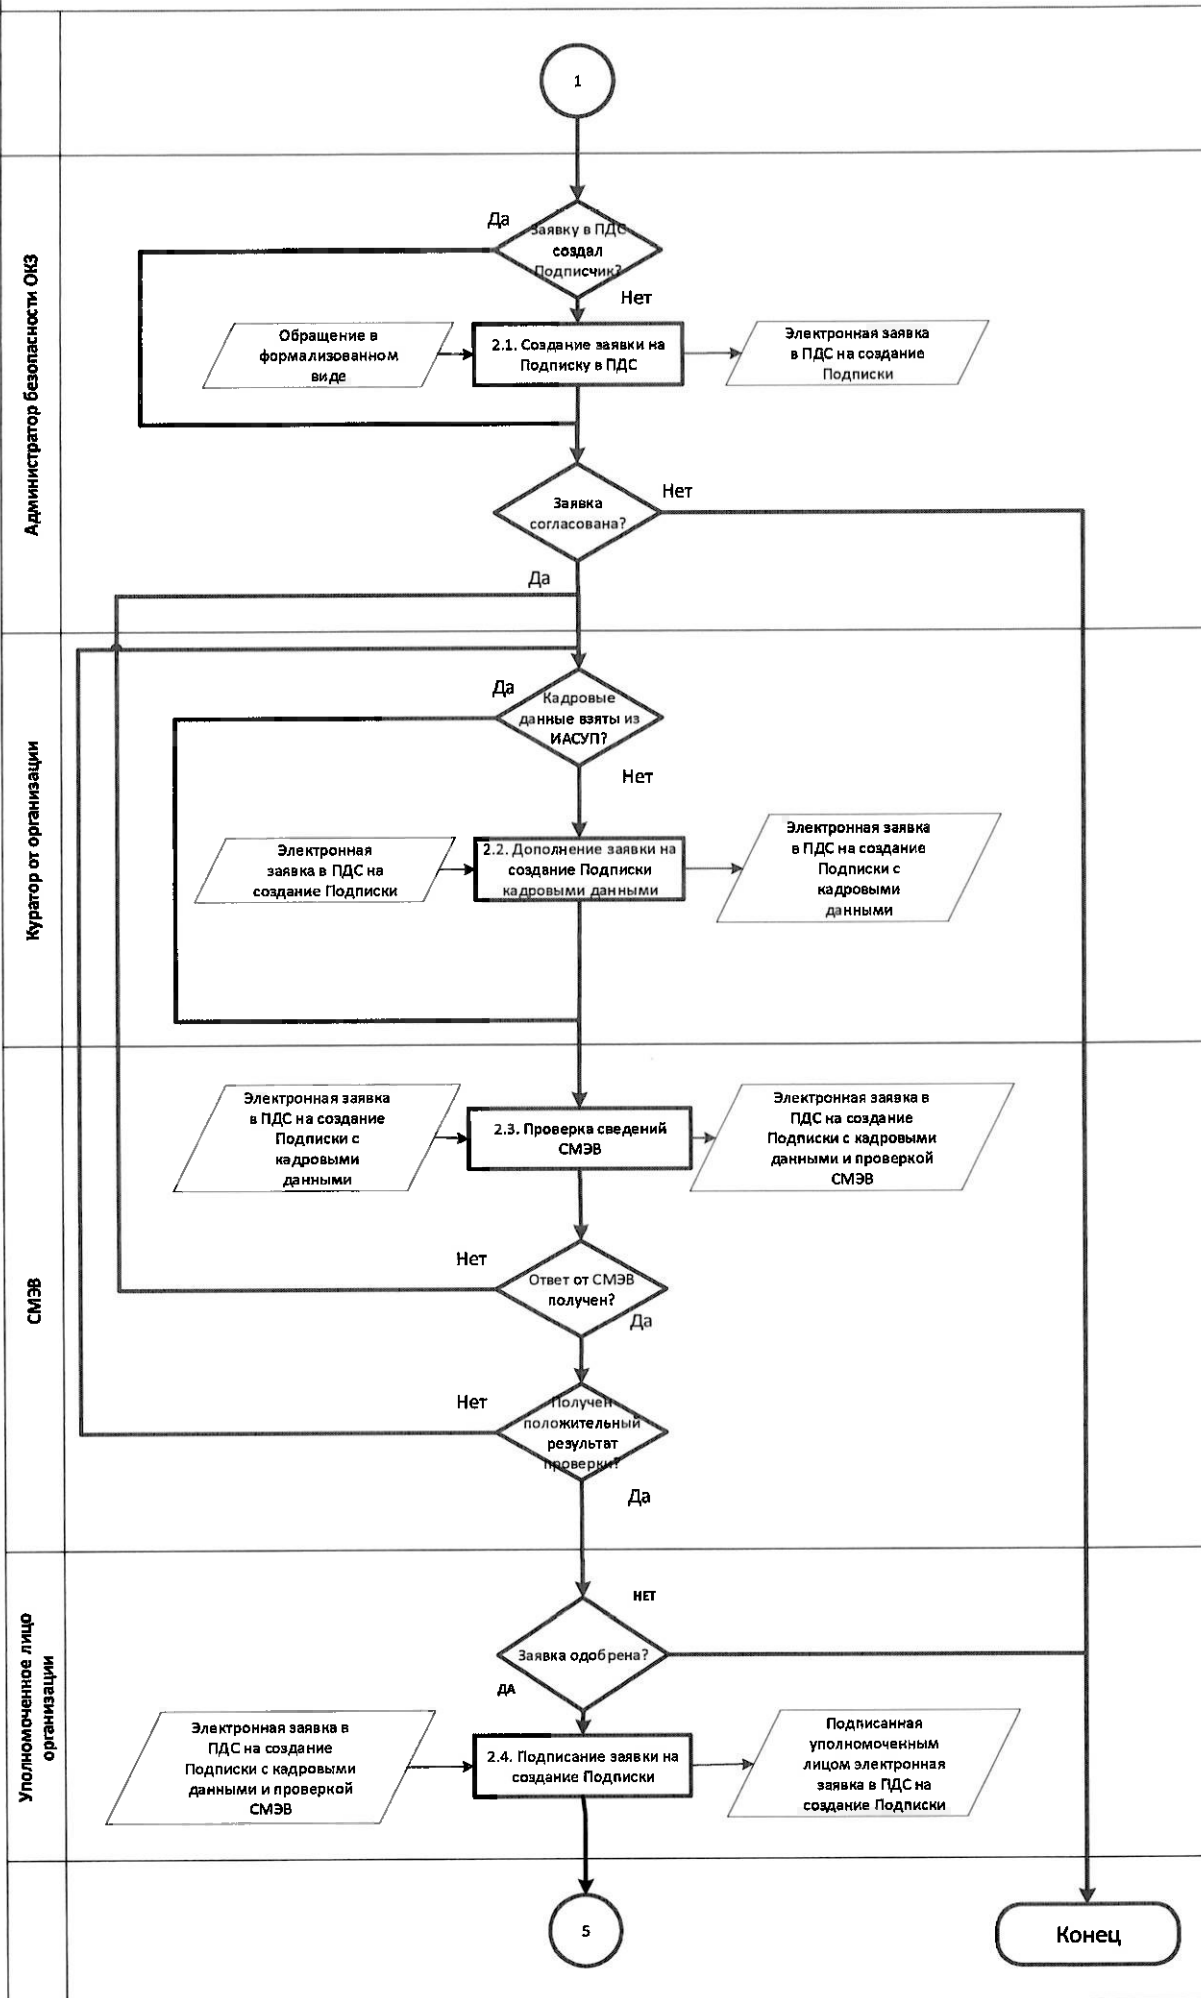 1
Администратор безопасности ОКЗ
Да
Заявку в ПДС
создал
Подписчик?
Нет
Обращение в
формализованном
виде
2.1. Создание заявки на
Подписку в ПДС
Электронная заявка
в ПДС на создание
Подписки
Заявка
согласована?
Нет
Да
Куратор от организации
Да
Кадровые
данные взяты из
ИАСУП?
Нет
Электронная
заявка в ПДС на
создание Подписки
2.2. Дополнение заявки на
создание Подписки
кадровыми данными
Электронная заявка
в ПДС на создание
Подписки с
кадровыми
данными
СМЭВ
Электронная заявка
в ПДС на создание
Подписки с
кадровыми
данными
2.3. Проверка сведений
СМЭВ
Электронная заявка в
ПДС на создание
Подписки с кадровыми
данными и проверкой
СМЭВ
Нет
Ответ от СМЭВ
получен?
Да
Нет
Получен
положительный
результат
проверки?
Да
Уполномоченное лицо
организации
НЕТ
Заявка одобрена?
ДА
Электронная заявка в
ПДС на создание
Подписки с кадровыми
данными и проверкой
СМЭВ
2.4. Подписание заявки на
создание Подписки
Подписанная
уполномоченным
лицом электронная
заявка в ПДС на
создание Подписки
5
Конец